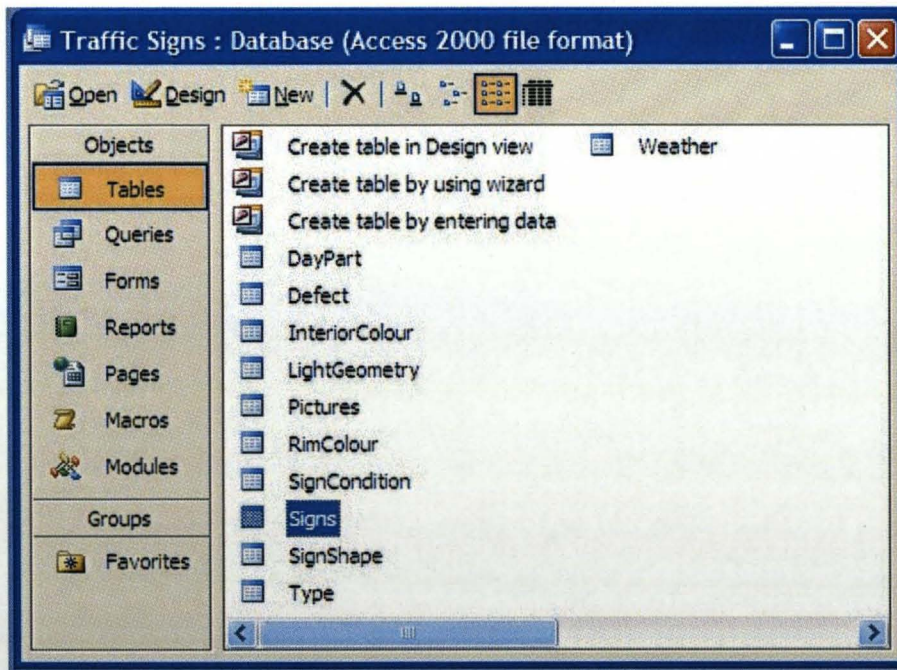 Traffic Signs : Database (Access 2000 file format)
Open Design New
Objects
Tables
Queries
Forms
Reports
Pages
Macros
Modules
Groups
Favorites
Create table in Design view
Create table by using wizard
Create table by entering data
DayPart
Defect
InteriorColour
LightGeometry
Pictures
RimColour
SignCondition
Signs
SignShape
Type
Weather